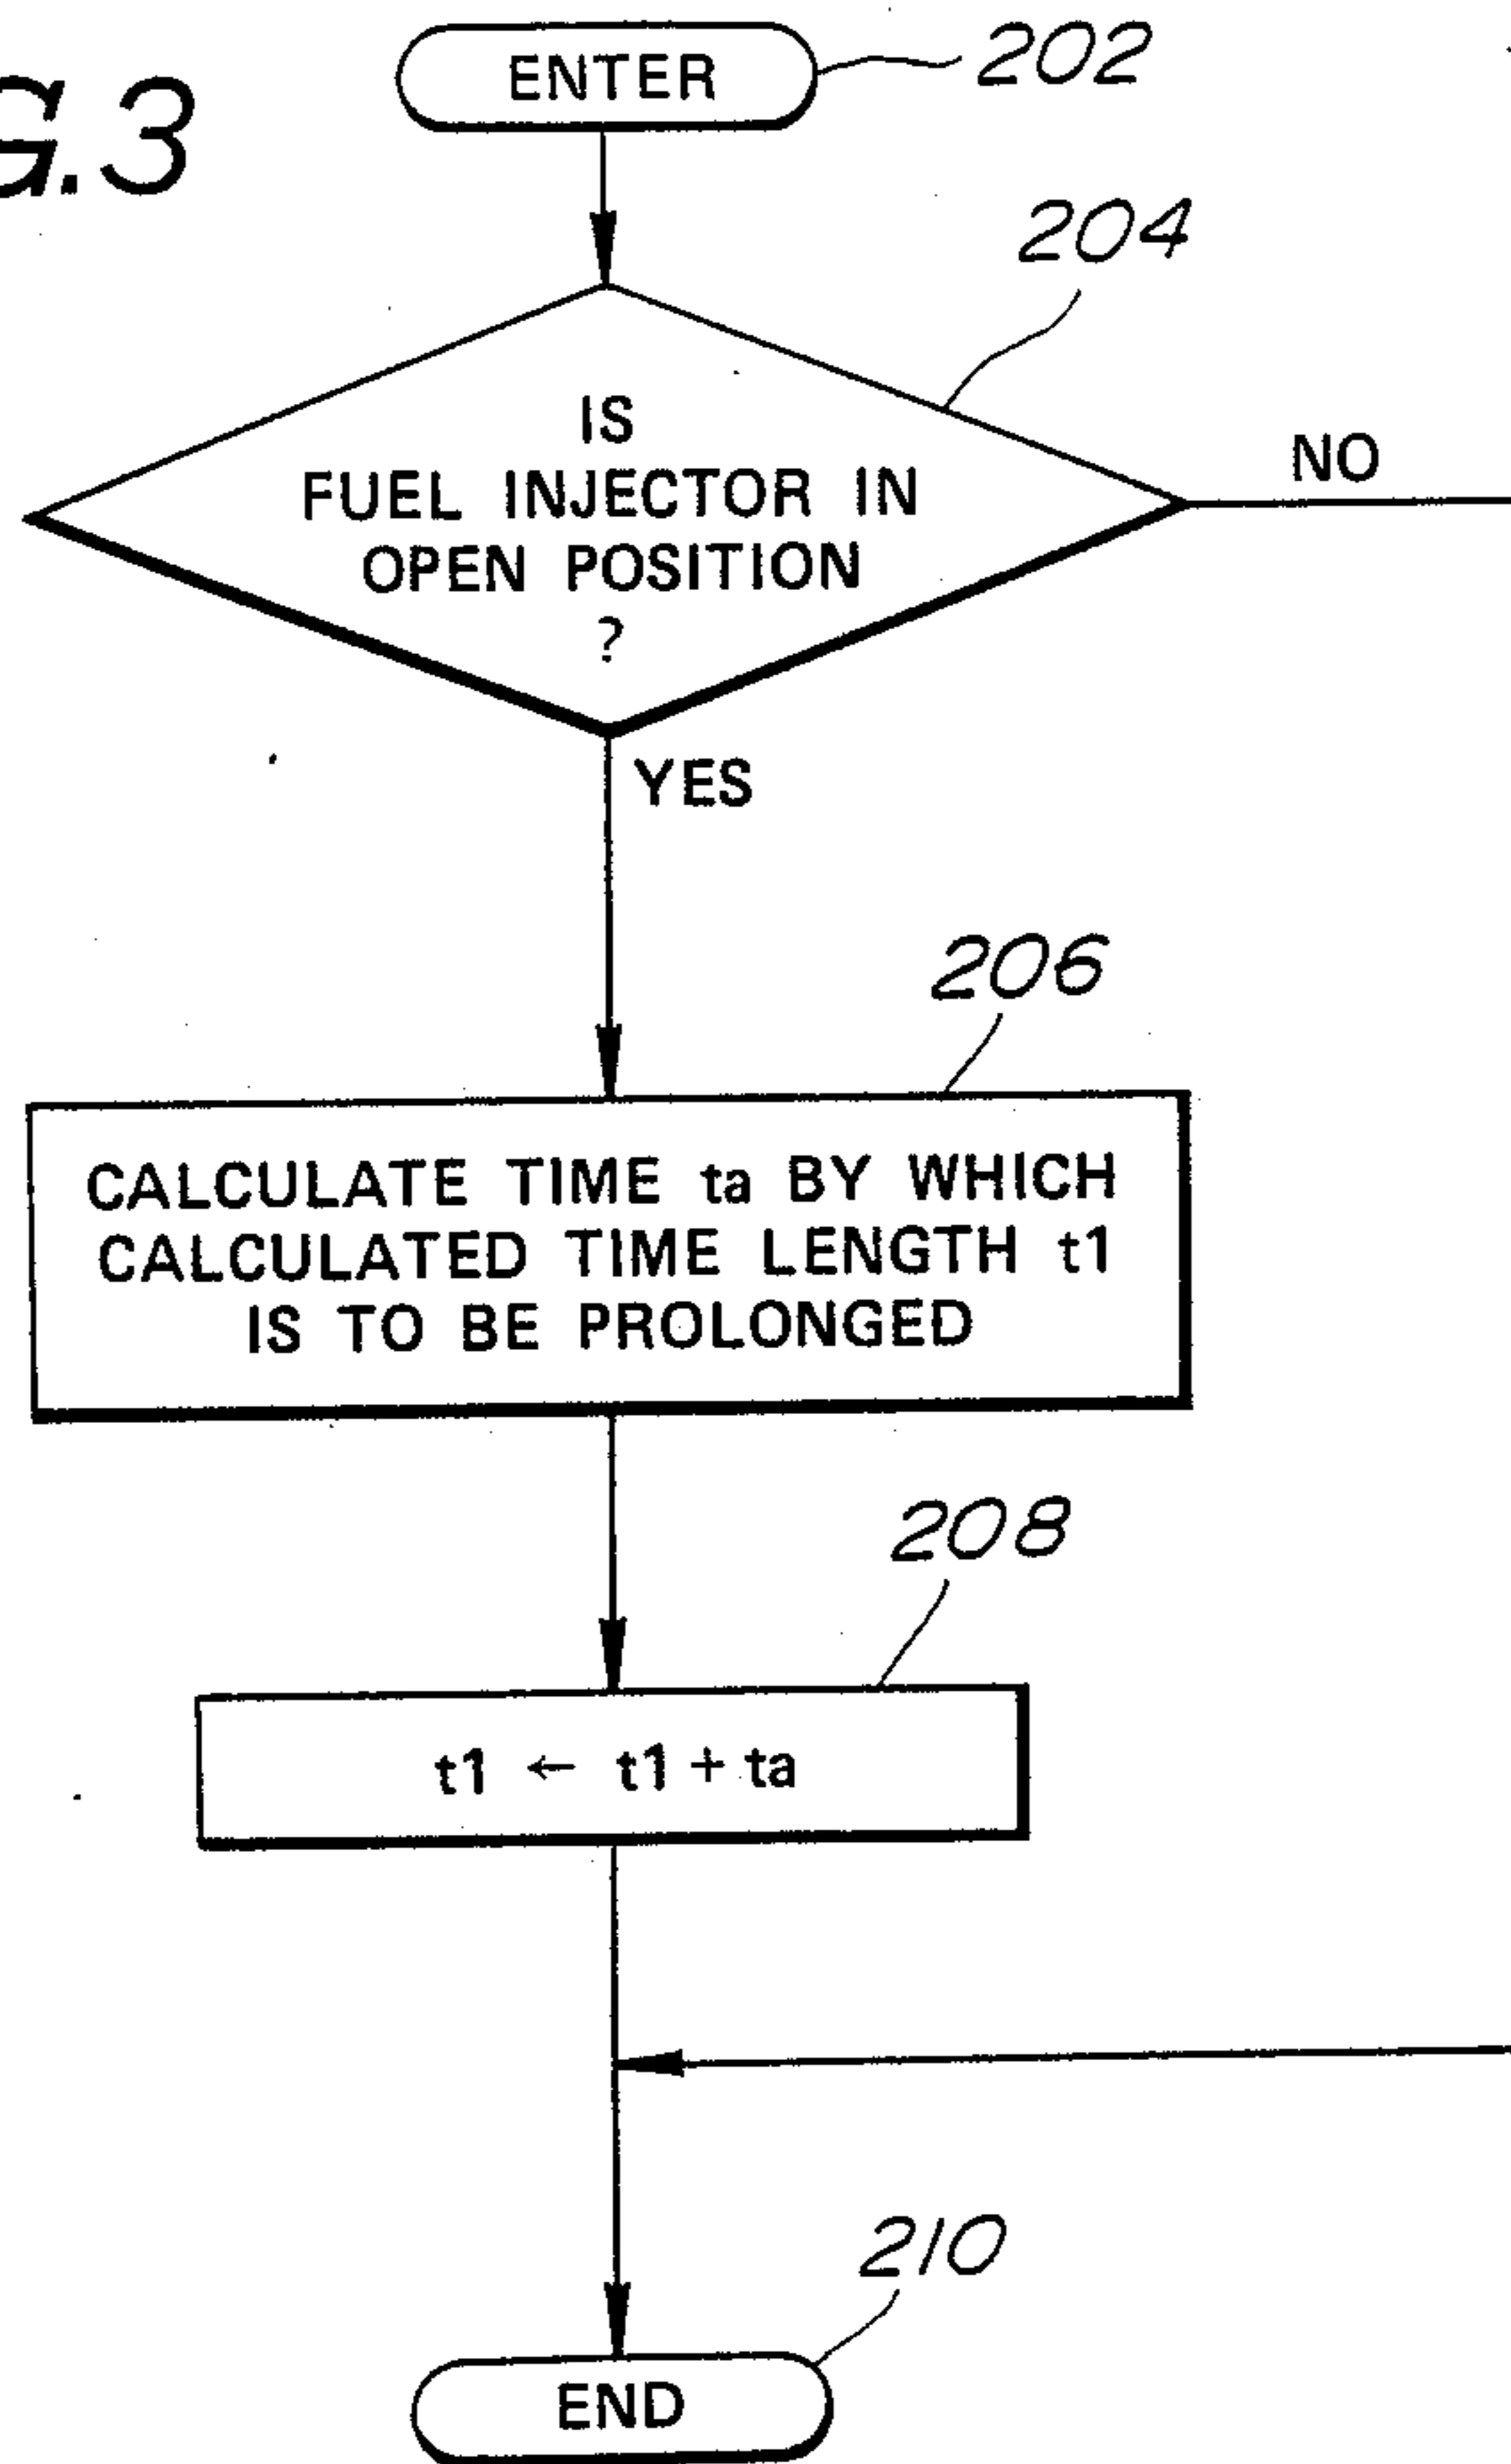 G.3
ENTER
202
204
IS
FUEL INJECTOR IN
OPEN POSITION
?
NO
YES
206
CALCULATE TIME ta BY WHICH
CALCULATED TIME LENGTH t1
IS TO BE PROLONGED
208
t1 ← t1 + ta
210
END